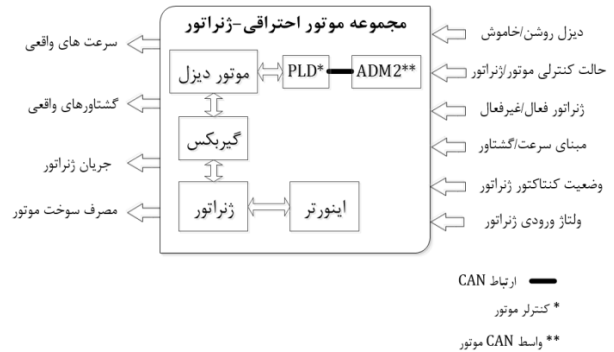 مجموعه موتور احتراقی-ژنراتور
دیزل روشن/خاموش
حالت کنترلی موتور/ژنراتور
ژنراتور فعال/غیرفعال
مبنای سرعت/گشتاور
وضعیت کنتاکتور ژنراتور
ولتاژ ورودی ژنراتور
ADM2**
PLD*
موتور دیزل
گیربکس
ژنراتور
اینورتر
سرعت های واقعی
گشتاورهای واقعی
جریان ژنراتور
مصرف سوخت موتور
ارتباط CAN
* کنترلر موتور
** واسط CAN موتور